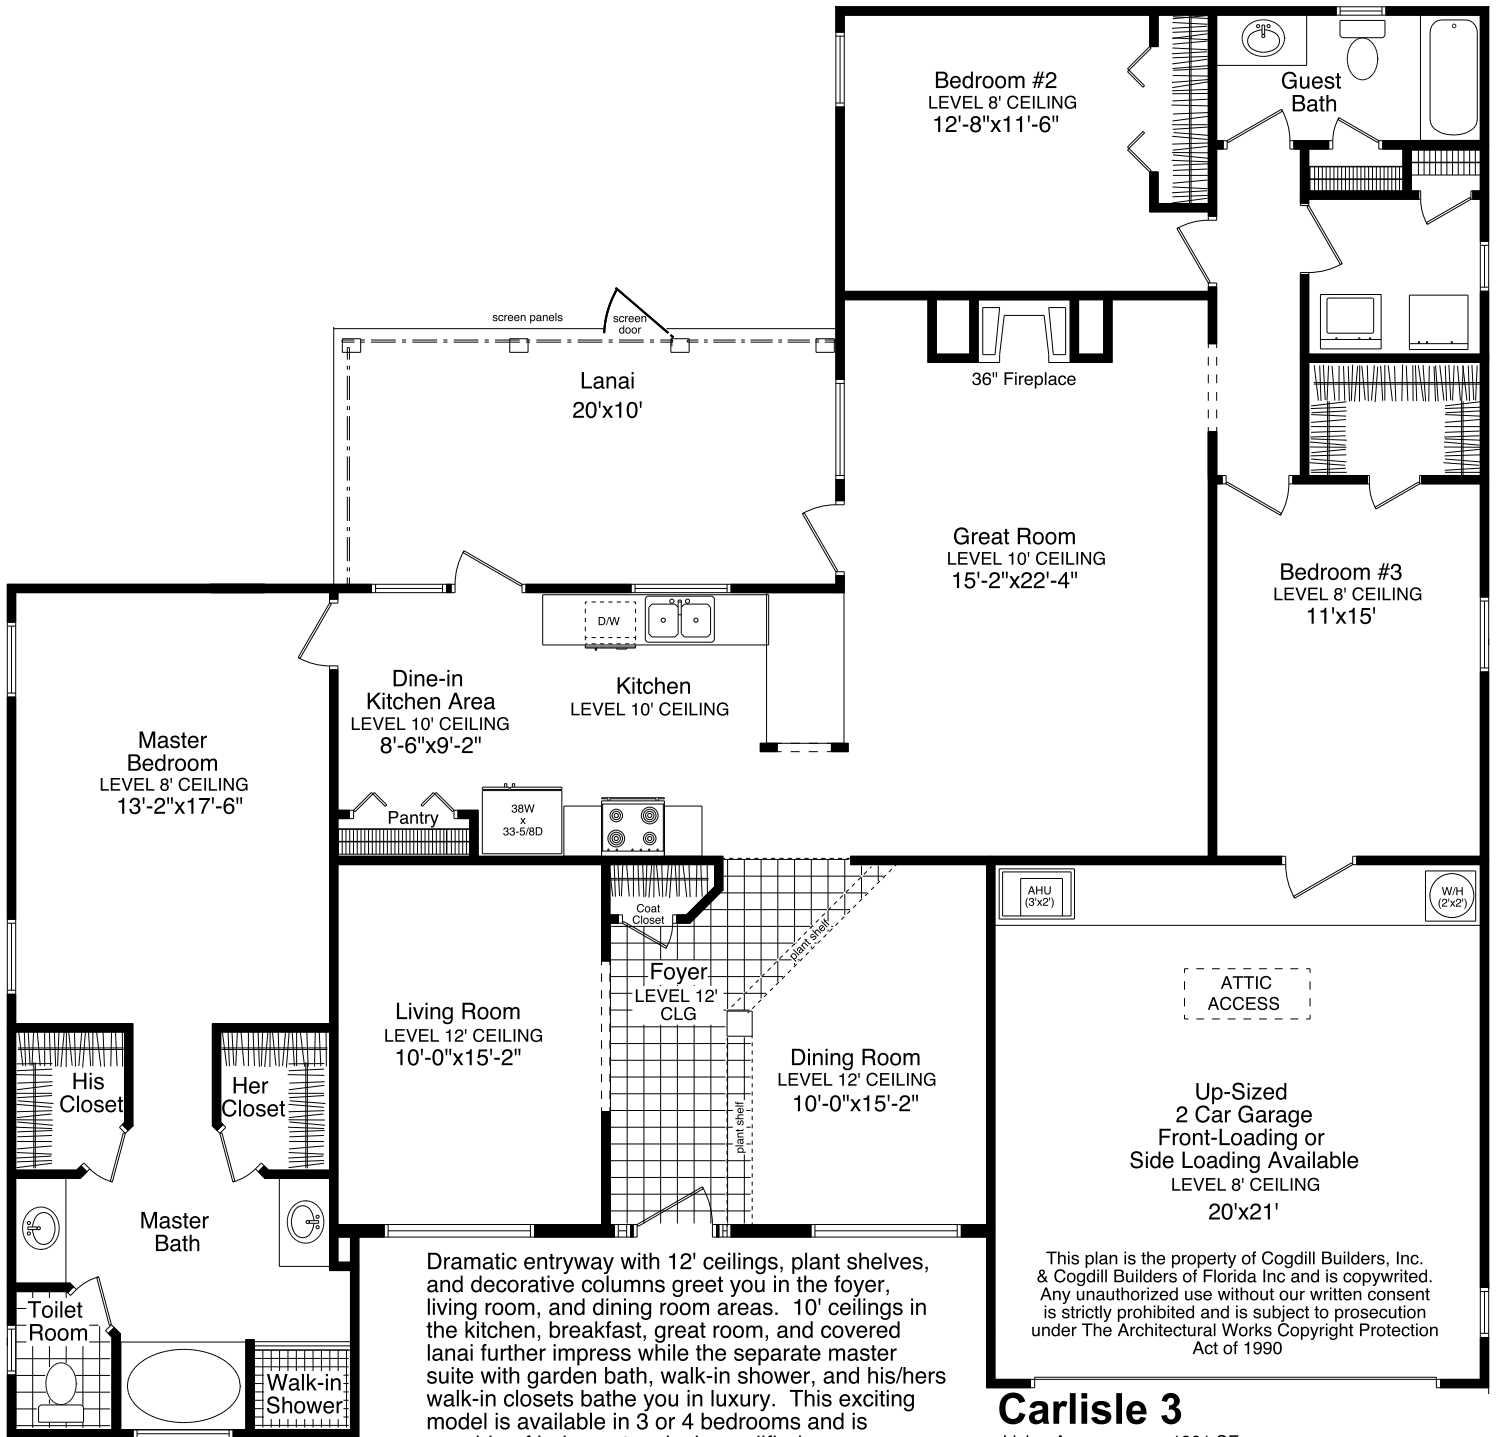 Bedroom #2
LEVEL 8' CEILING
12'-8"x11'-6"
Guest
Bath
screen panels
screen
door
Lanai
20'x10'
36" Fireplace
Great Room
LEVEL 10' CEILING
15'-2"x22'-4"
Bedroom #3
LEVEL 8' CEILING
11'x15'
D/W
Kitchen
LEVEL 10' CEILING
Dine-in
Kitchen Area
LEVEL 10' CEILING
8'-6"x9'-2"
Master
Bedroom
LEVEL 8' CEILING
13'-2"x17'-6"
Pantry
38W
x
33-5/8D
Coat
Closet
plant shelf
Foyer
LEVEL 12'
CLG
Living Room
LEVEL 12' CEILING
10'-0"x15'-2"
plant shelf
Dining Room
LEVEL 12' CEILING
10'-0"x15'-2"
AHU
(3'x2')
W/H
(2'x2')
ATTIC
ACCESS
Up-Sized
2 Car Garage
Front-Loading or
Side Loading Available
LEVEL 8' CEILING
20'x21'
His
Closet
Her
Closet
Master
Bath
Toilet
Room
Walk-in
Shower
Dramatic entryway with 12' ceilings, plant shelves,
and decorative columns greet you in the foyer,
living room, and dining room areas.  10' ceilings in
the kitchen, breakfast, great room, and covered
lanai further impress while the separate master
suite with garden bath, walk-in shower, and his/hers
walk-in closets bathe you in luxury.  This exciting
model is available in 3 or 4 bedrooms and is
This plan is the property of Cogdill Builders, Inc.
& Cogdill Builders of Florida Inc and is copywrited.
Any unauthorized use without our written consent
is strictly prohibited and is subject to prosecution
under The Architectural Works Copyright Protection
Act of 1990
Carlisle 3